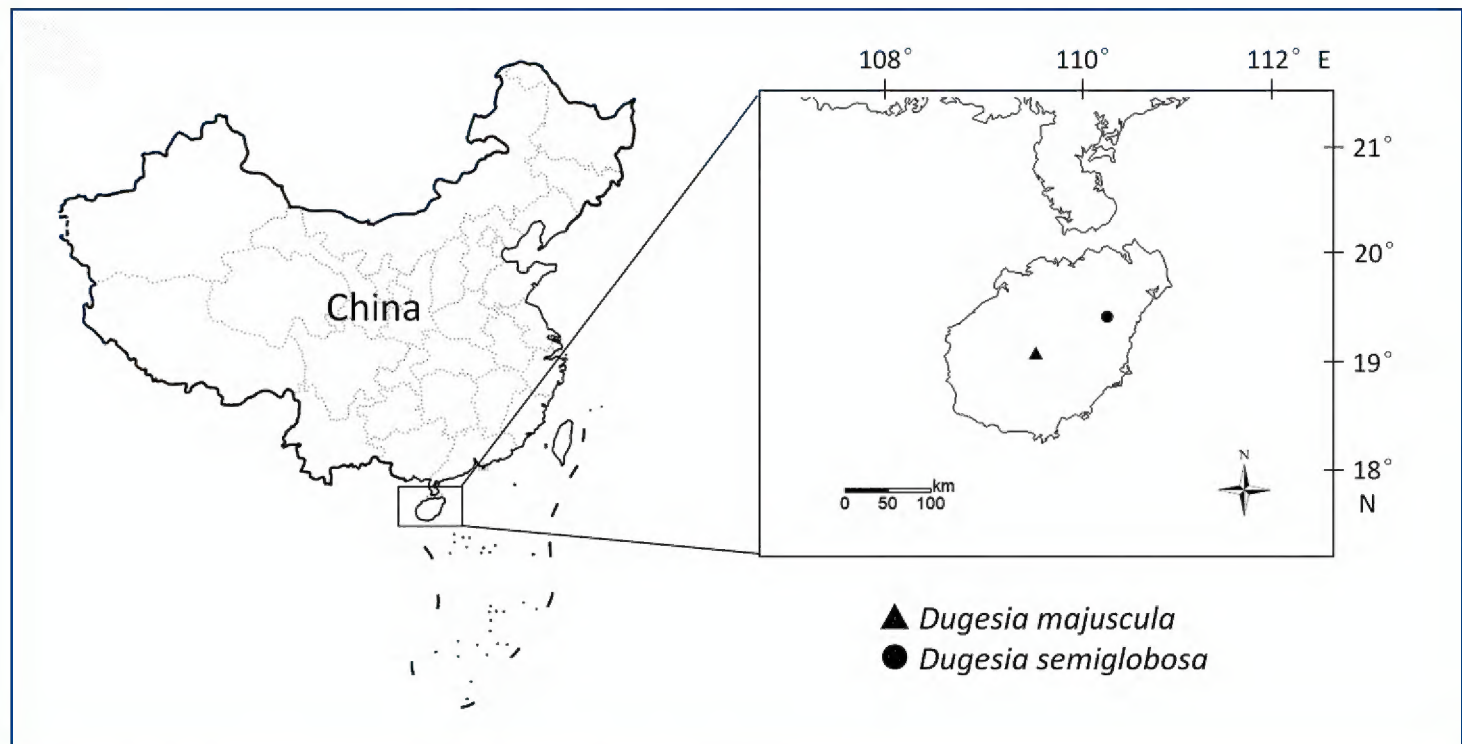 108° 110° 112° E
21°
20°
China
19°
18°
N
N
km
0 50 100
Dugesia majuscula
Dugesia semiglobosa